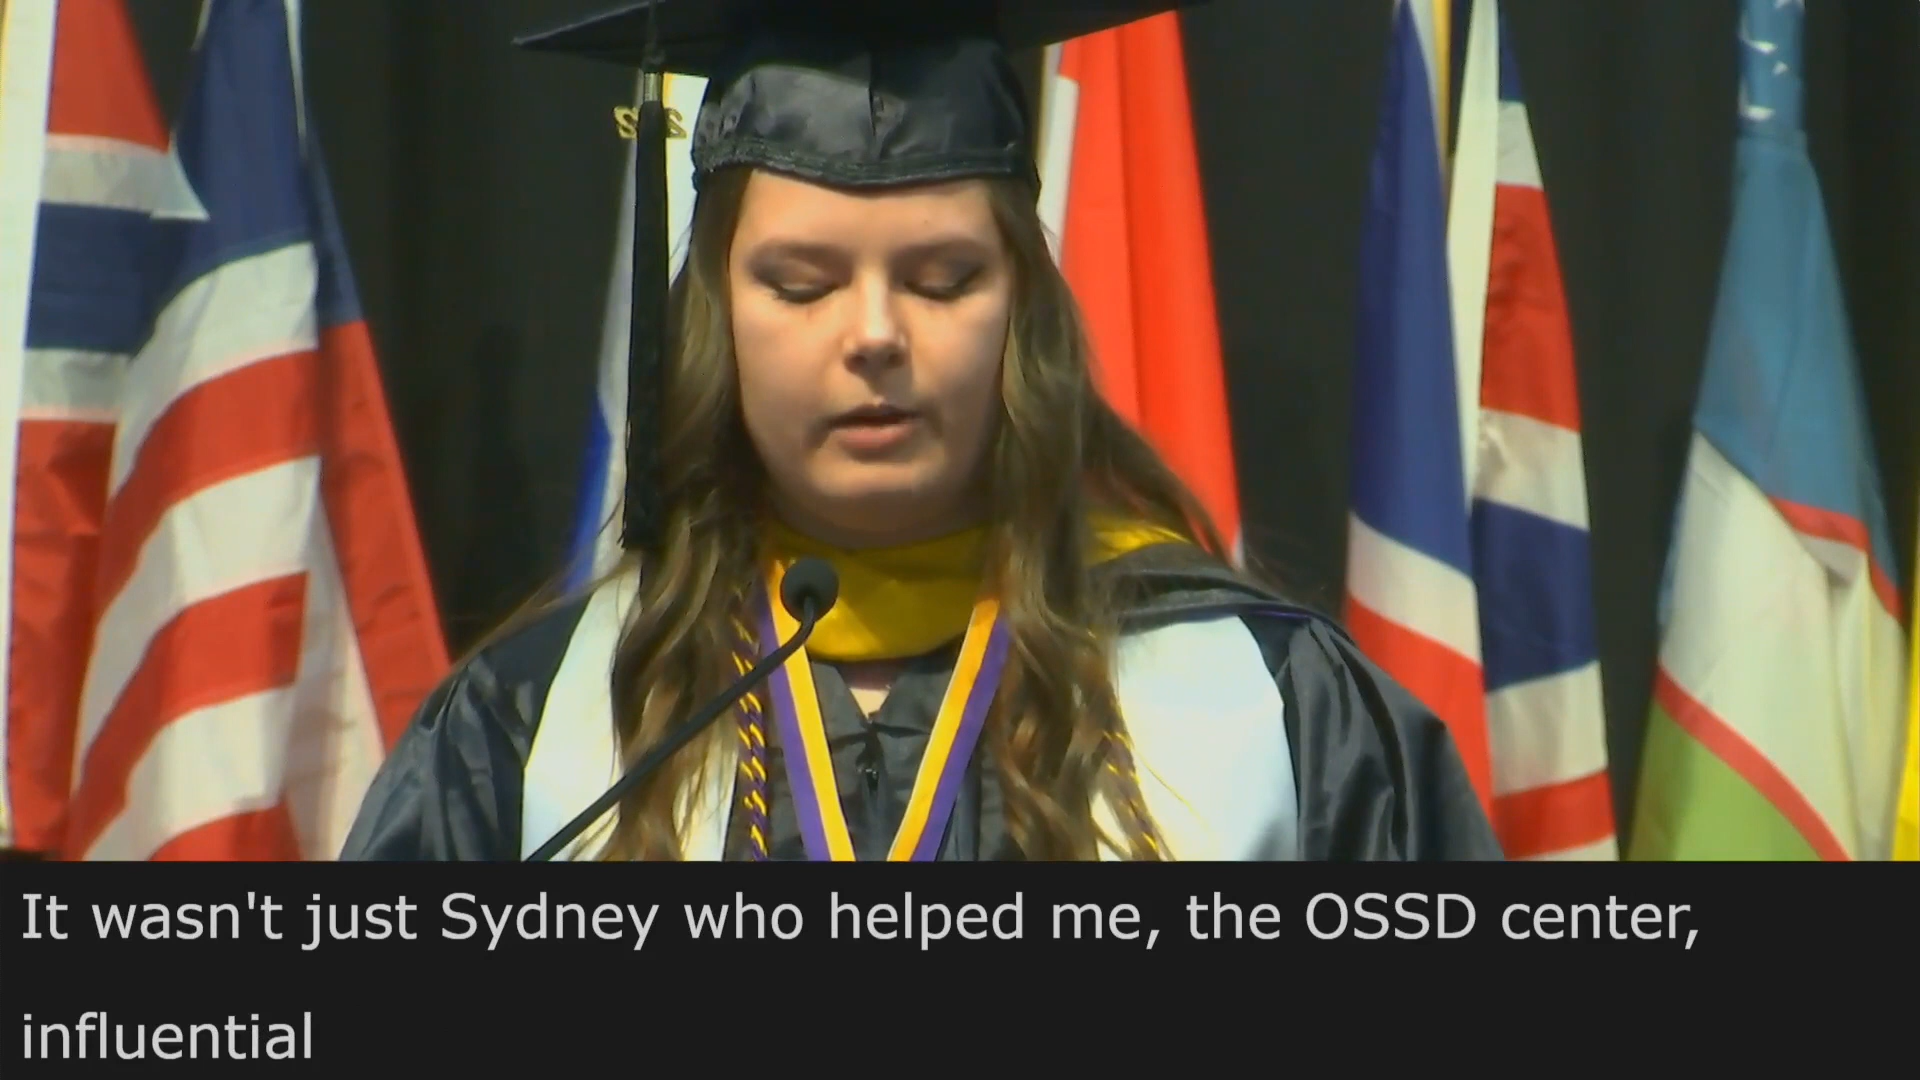 It wasn't just Sydney who helped me, the OSSD center,
influential